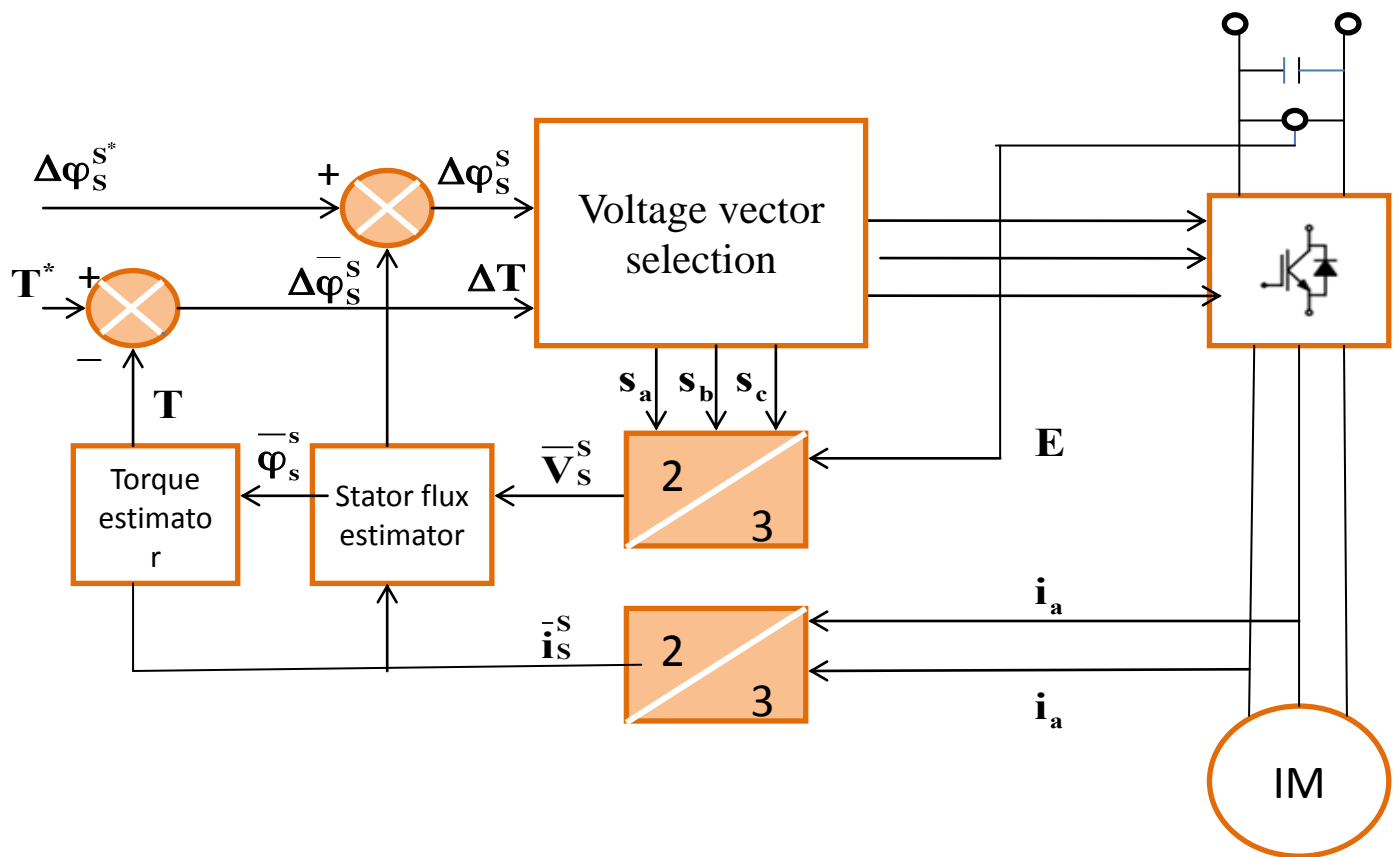 Δφ_S^{S*}
+
Δφ_S^S
Voltage vector
selection
T*
+
Δφ̅_S^S
ΔT
−
T
s_a
s_b
s_c
φ̅_s^s
V̅_S^S
2
3
E
Torque
estimato
r
Stator flux
estimator
i̅_S^S
2
3
i_a
i_a
IM